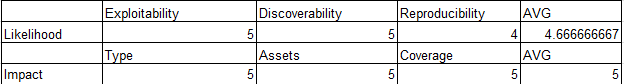 Exploitability Discoverability Reproducibility AVG
Likelihood 5 5 4 4.666666667
Type Assets Coverage AVG
Impact 5 5 5 5